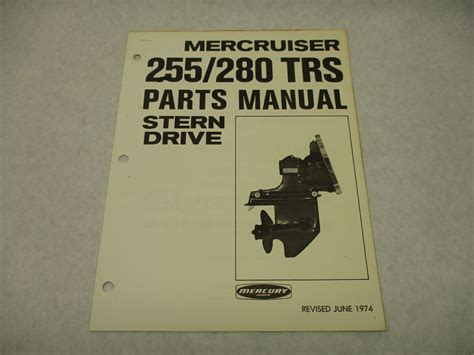 MERCRUISER
255/280 TRS
PARTS MANUAL
STERN
DRIVE
MERCURY
REVISED JUNE 1974